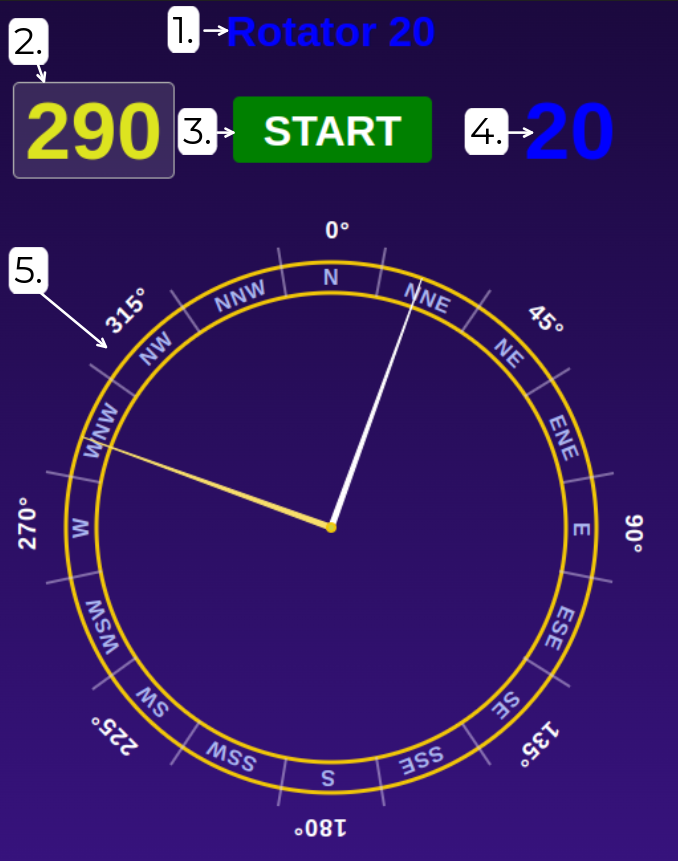 1. Rotator 20
2.
290
3. START
4. 20
5.
0°
N
NNE
45°
NE
ENE
90°
E
ESE
135°
SE
SSE
180°
S
SSW
225°
SW
WSW
270°
W
WNW
315°
NW
NNW